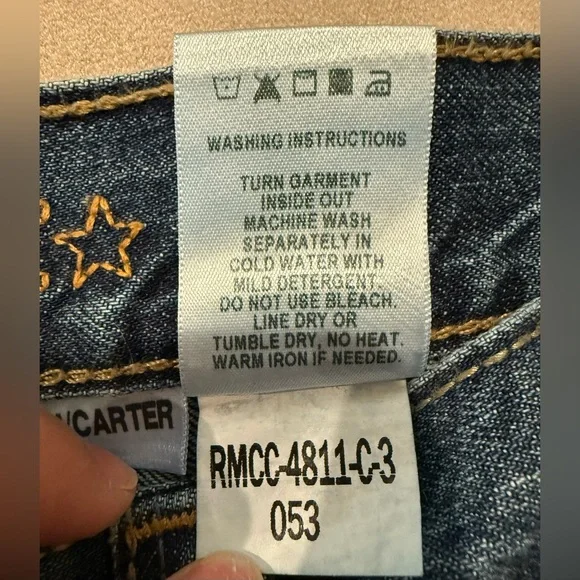 WASHING INSTRUCTIONS
TURN GARMENT
INSIDE OUT
MACHINE WASH
SEPARATELY IN
COLD WATER WITH
MILD DETERGENT.
DO NOT USE BLEACH.
LINE DRY OR
TUMBLE DRY, NO HEAT.
WARM IRON IF NEEDED.
/CARTER
RMCC-4811-C-3
053